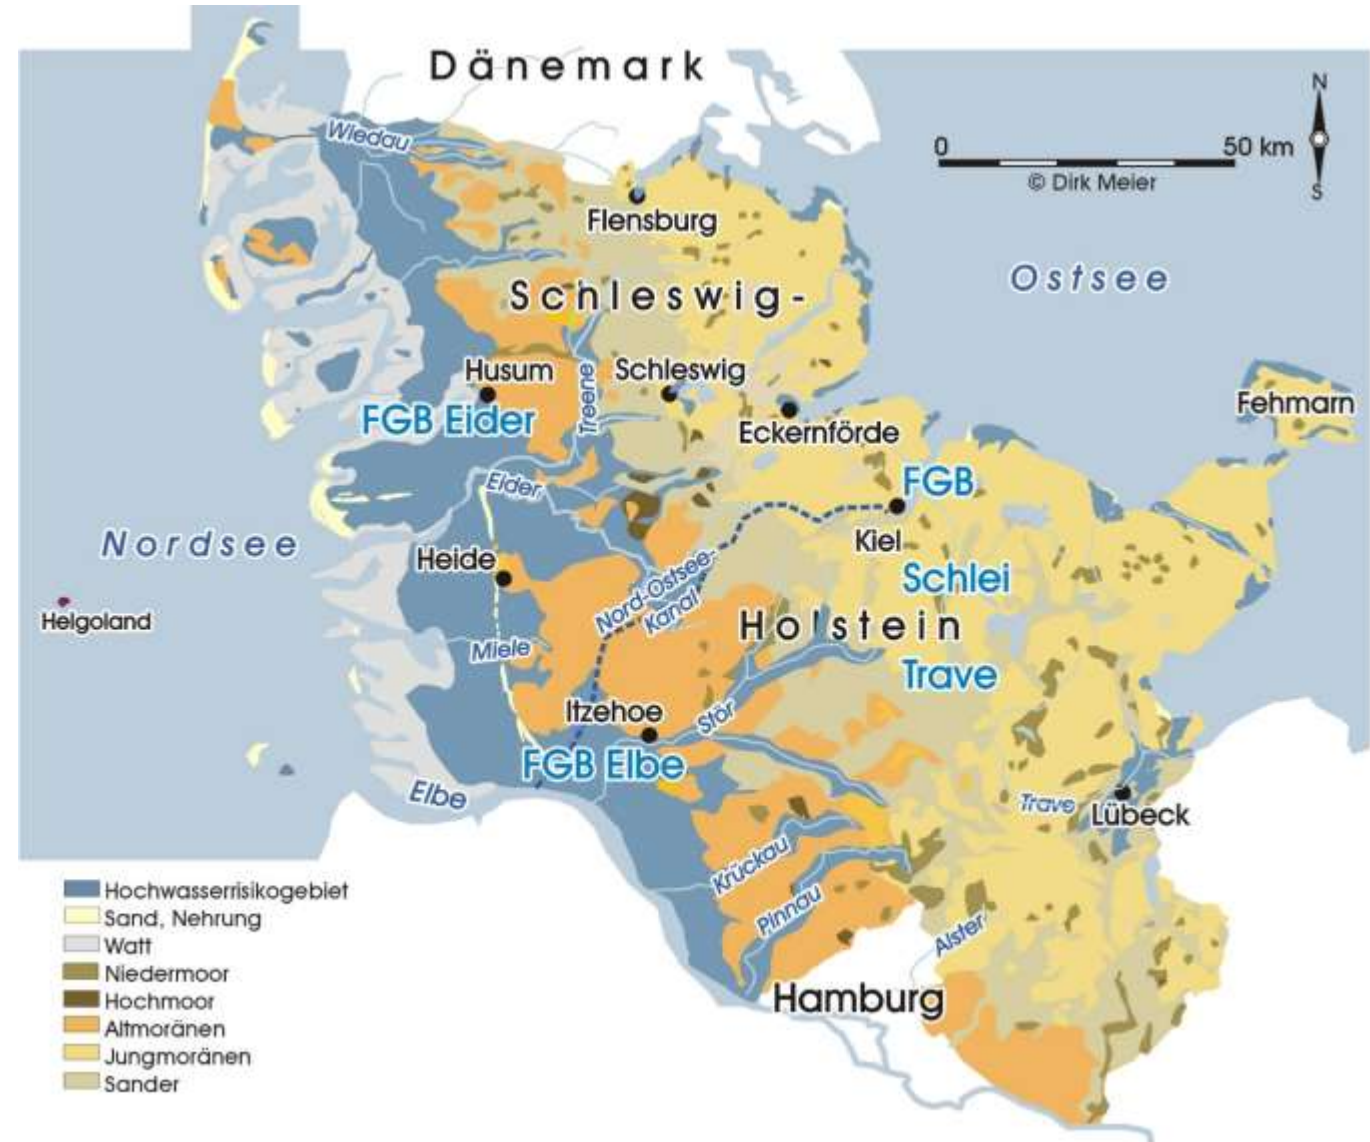 Dänemark
N
0 50 km
© Dirk Meier
S
Wiedau
Flensburg
Ostsee
Schleswig-
Husum
Schleswig
Treene
Fehmarn
FGB Eider
Eckernförde
Eider
FGB
Nordsee
Kiel
Heide
Nord-Ostsee-
Kanal
Schlei
Helgoland
Holstein
Miele
Trave
Itzehoe
Stör
FGB Elbe
Elbe
Trave
Lübeck
Krückau
Pinnau
Alster
Hamburg
Hochwasserrisikogebiet
Sand, Nehrung
Watt
Niedermoor
Hochmoor
Altmoränen
Jungmoränen
Sander